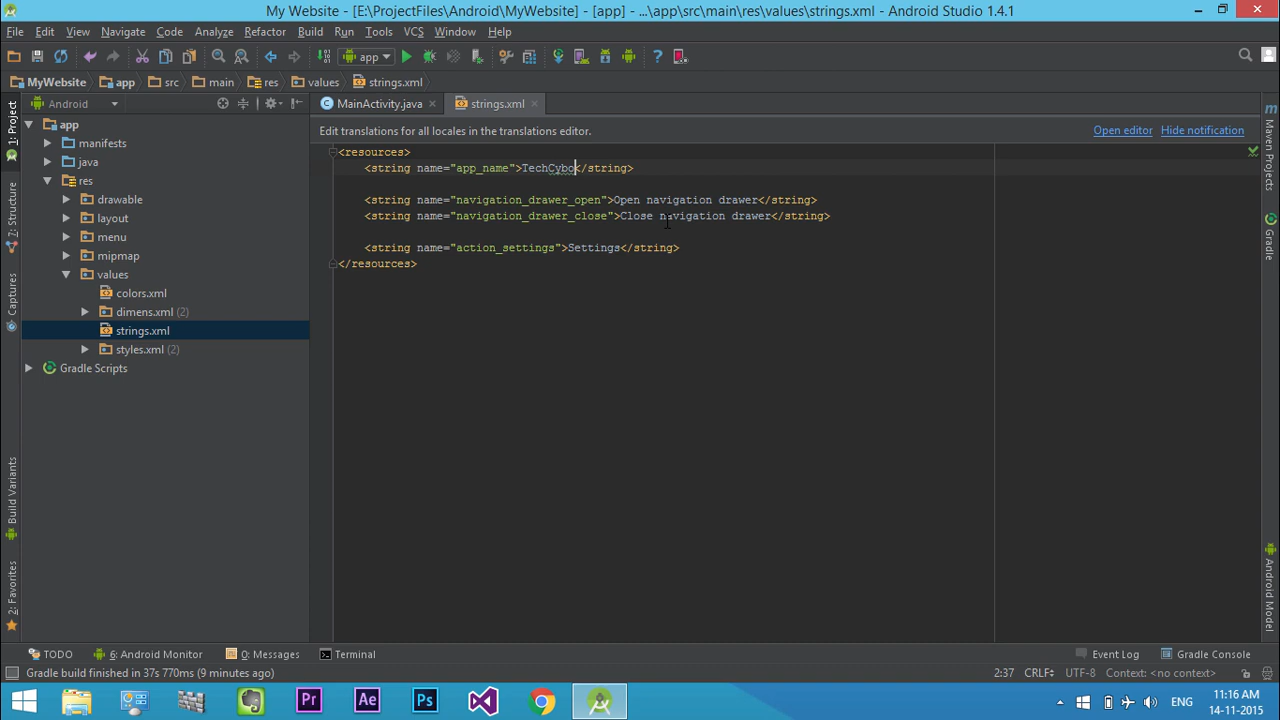 My Website - [E:\ProjectFiles\Android\MyWebsite] - [app] - ...\app\src\main\res\values\strings.xml - Android Studio 1.4.1
File Edit View Navigate Code Analyze Refactor Build Run Tools VCS Window Help
app
MyWebsite app src main res values strings.xml
Android
MainActivity.java strings.xml
Edit translations for all locales in the translations editor.
Open editor Hide notification
1: Project
7: Structure
Captures
Build Variants
2: Favorites
app
manifests
java
res
drawable
layout
menu
mipmap
values
colors.xml
dimens.xml (2)
strings.xml
styles.xml (2)
Gradle Scripts
<resources>
<string name="app_name">TechCybo</string>
<string name="navigation_drawer_open">Open navigation drawer</string>
<string name="navigation_drawer_close">Close navigation drawer</string>
<string name="action_settings">Settings</string>
</resources>
Maven Projects
Gradle
Android Model
TODO 6: Android Monitor 0: Messages Terminal
Event Log Gradle Console
Gradle build finished in 37s 770ms (9 minutes ago)
2:37 CRLF UTF-8 Context: <no context>
Pr Ae Ps
ENG
11:16 AM
14-11-2015